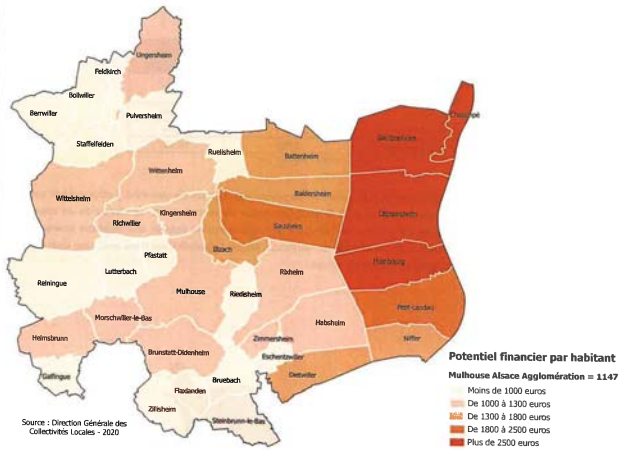 Ungersheim
Feldkirch
Bollwiller
Berrwiller
Pulversheim
Staffelfelden
Ruelisheim
Battenheim
Bantzenheim
Chalampé
Wittenheim
Wittelsheim
Baldersheim
Kingersheim
Richwiller
Sausheim
Ottmarsheim
Illzach
Pfastatt
Lutterbach
Reiningue
Mulhouse
Riedisheim
Rixheim
Hombourg
Petit-Landau
Morschwiller-le-Bas
Habsheim
Heimsbrunn
Zimmersheim
Niffer
Brunstatt-Didenheim
Eschentzwiller
Galfingue
Bruebach
Dietwiller
Flaxlanden
Zillisheim
Steinbrunn-le-Bas
Potentiel financier par habitant
Mulhouse Alsace Agglomération = 1147
Moins de 1000 euros
De 1000 à 1300 euros
De 1300 à 1800 euros
De 1800 à 2500 euros
Plus de 2500 euros
Source : Direction Générale des
Collectivités Locales - 2020